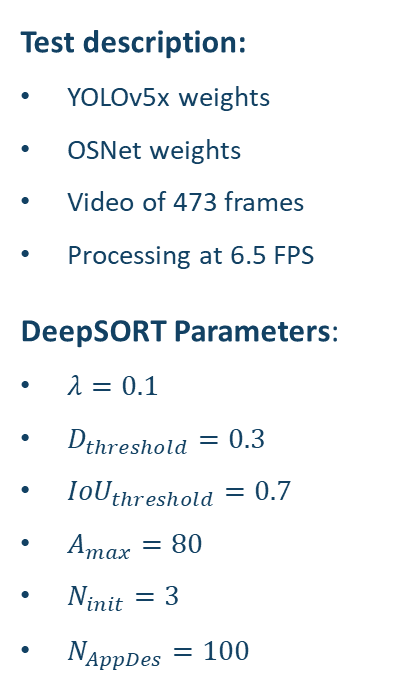 Test description:
• YOLOv5x weights
• OSNet weights
• Video of 473 frames
• Processing at 6.5 FPS
DeepSORT Parameters:
• λ = 0.1
• D_threshold = 0.3
• IoU_threshold = 0.7
• A_max = 80
• N_init = 3
• N_AppDes = 100